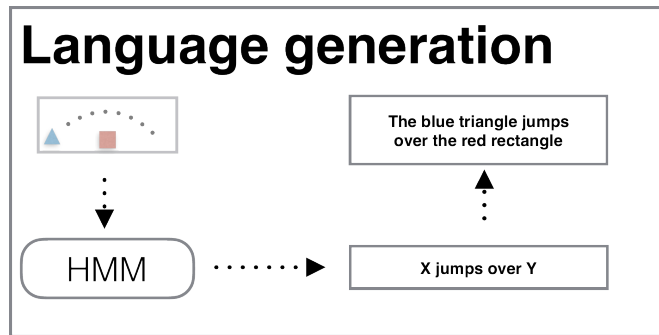 Language generation
The blue triangle jumps
over the red rectangle
HMM
X jumps over Y